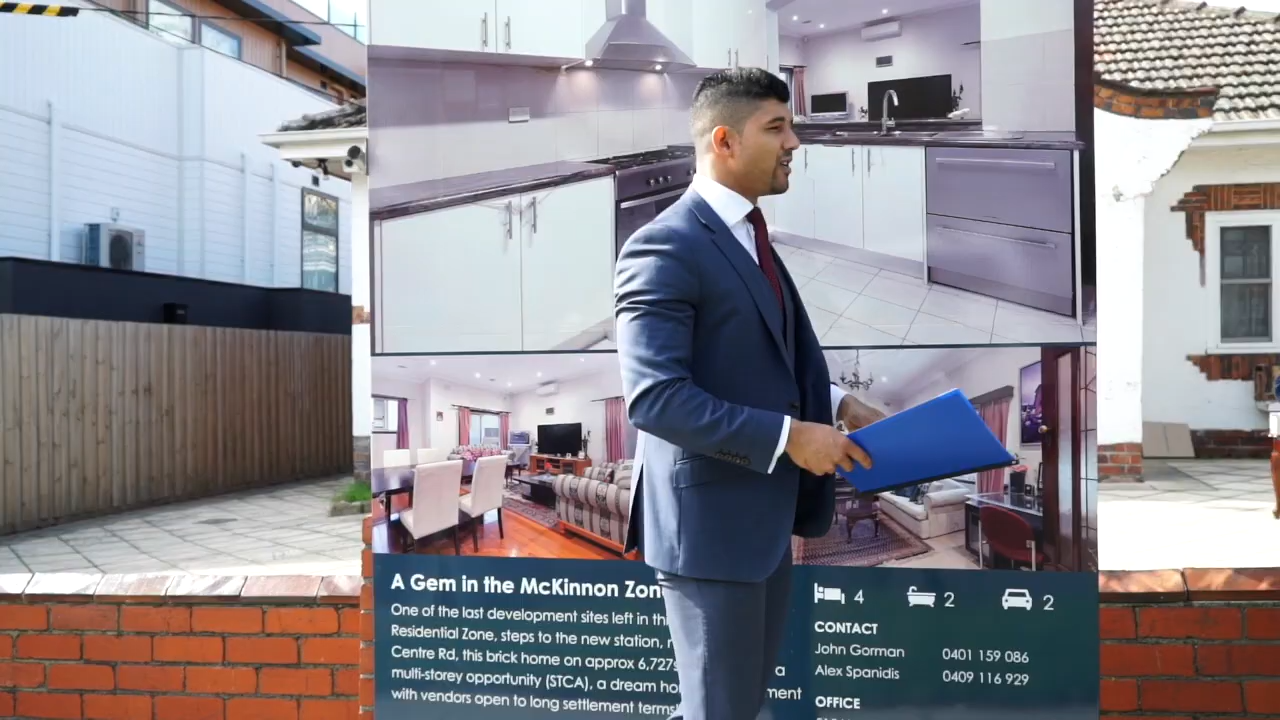 A Gem in the McKinnon Zon
One of the last development sites left in th
Residential Zone, steps to the new station,
Centre Rd, this brick home on approx 6,727s
multi-storey opportunity (STCA), a dream ho a
with vendors open to long settlement terms ment
4 2 2
CONTACT
John Gorman 0401 159 086
Alex Spanidis 0409 116 929
OFFICE